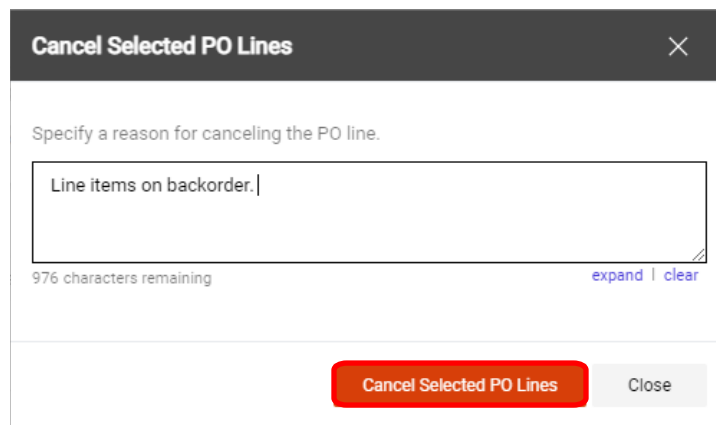 Cancel Selected PO Lines
Specify a reason for canceling the PO line.
Line items on backorder.
976 characters remaining
expand | clear
Cancel Selected PO Lines
Close